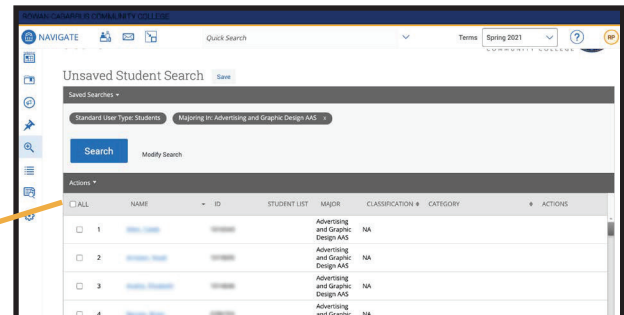 ROWAN-CABARRUS COMMUNITY COLLEGE
NAVIGATE Quick Search Terms Spring 2021 ? RP
COMMUNITY COLLEGE
Unsaved Student Search Save
Saved Searches
Standard User Type: Students Majoring In: Advertising and Graphic Design AAS x
Search Modify Search
Actions
ALL NAME ID STUDENT LIST MAJOR CLASSIFICATION CATEGORY ACTIONS
1 Advertising and Graphic Design AAS NA
2 Advertising and Graphic Design AAS NA
3 Advertising and Graphic Design AAS NA
4 Advertising and Graphic NA